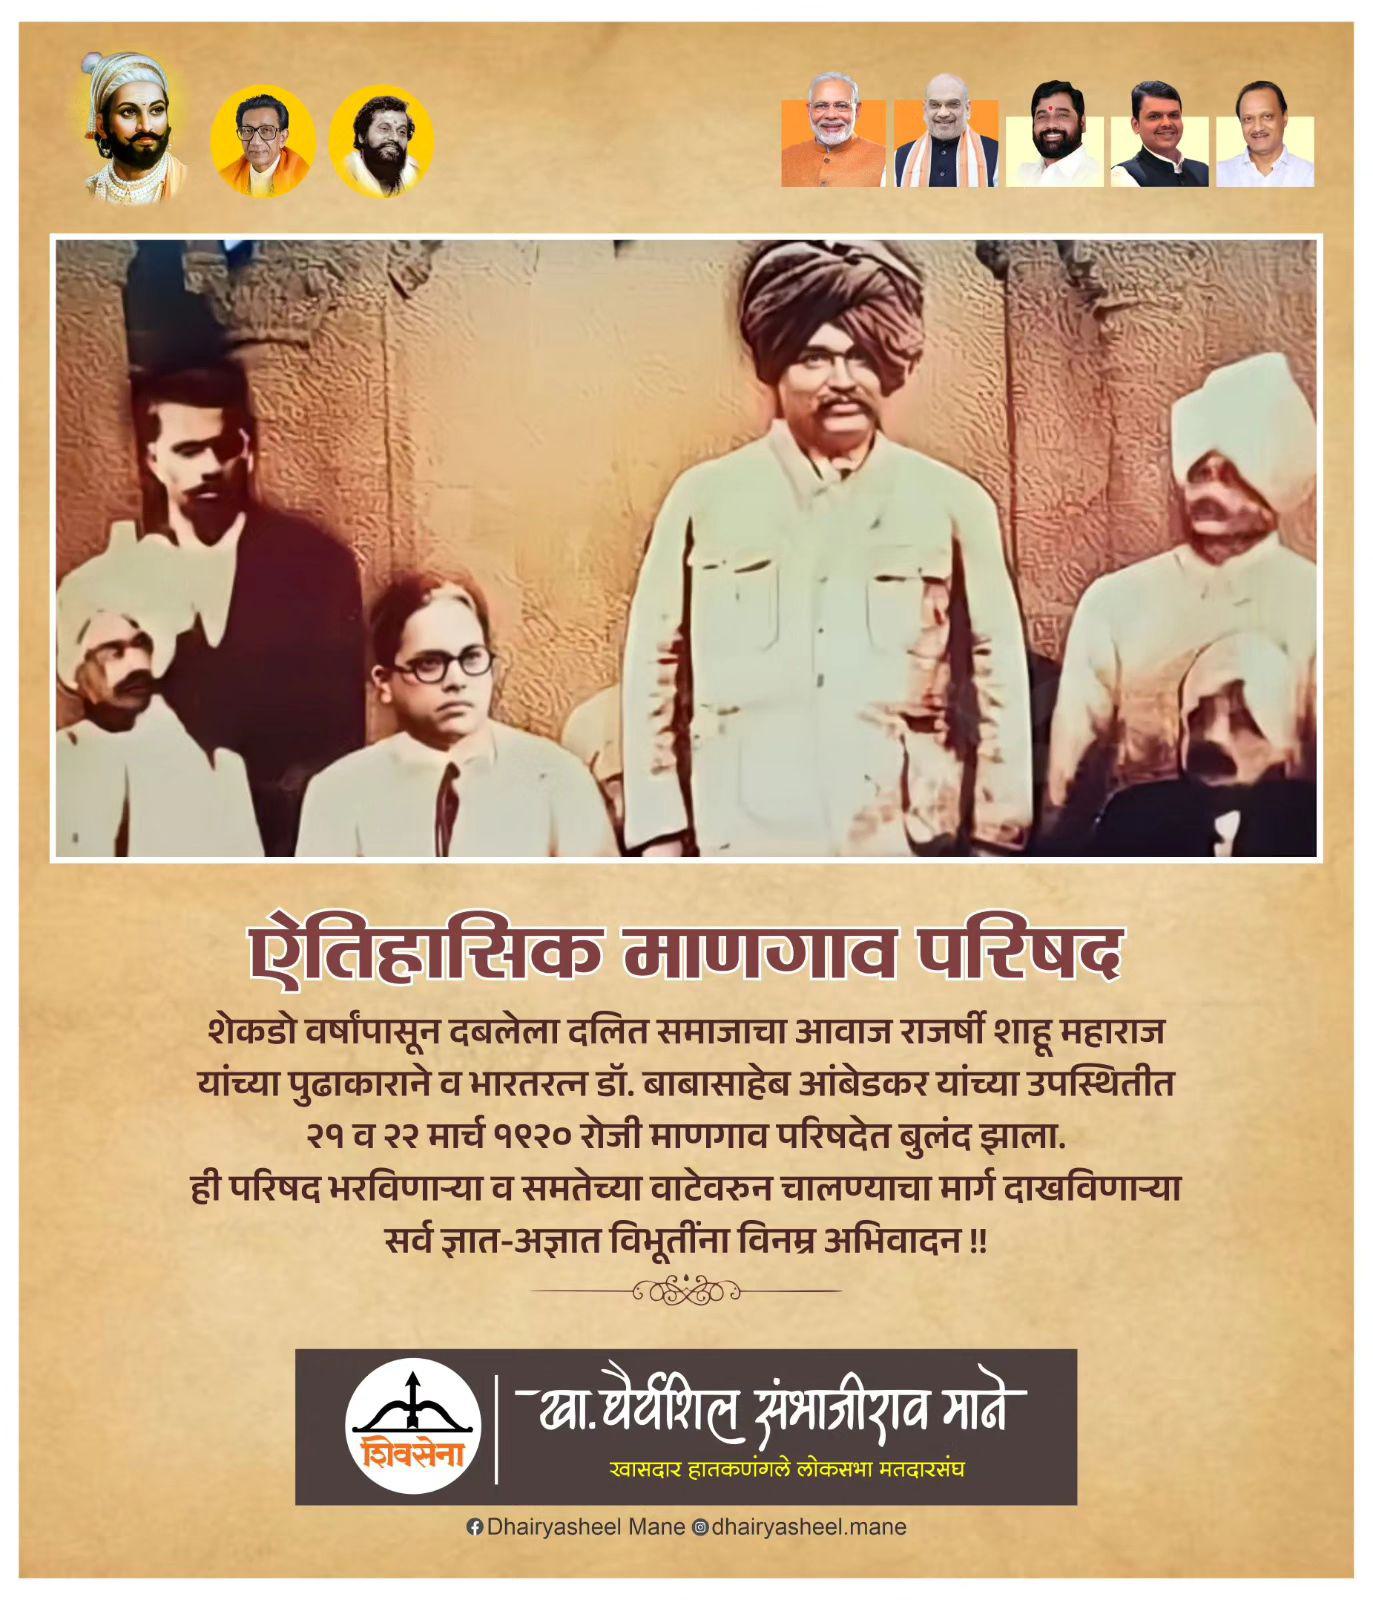 ऐतिहासिक माणगाव परिषद
शेकडो वर्षांपासून दबलेला दलित समाजाचा आवाज राजर्षी शाहू महाराज
यांच्या पुढाकाराने व भारतरत्न डॉ. बाबासाहेब आंबेडकर यांच्या उपस्थितीत
२१ व २२ मार्च १९२० रोजी माणगाव परिषदेत बुलंद झाला.
ही परिषद भरविणाऱ्या व समतेच्या वाटेवरुन चालण्याचा मार्ग दाखविणाऱ्या
सर्व ज्ञात-अज्ञात विभूतींना विनम्र अभिवादन !!
शिवसेना
खा. धैर्यशिल संभाजीराव माने
खासदार हातकणंगले लोकसभा मतदारसंघ
Dhairyasheel Mane dhairyasheel.mane